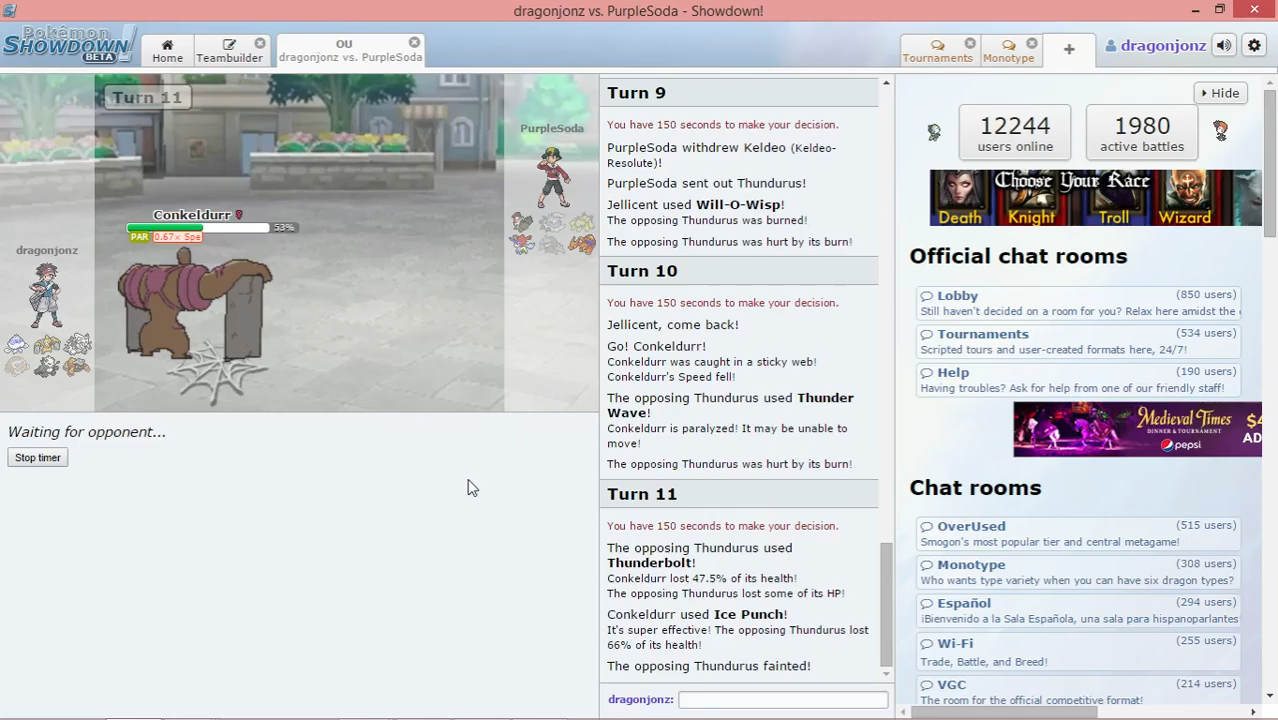 dragonjonz vs. PurpleSoda - Showdown!
Pokémon
SHOWDOWN
BETA
Home
Teambuilder
OU
dragonjonz vs. PurpleSoda
Tournaments
Monotype
+
dragonjonz
Turn 11
PurpleSoda
Conkeldurr
53%
PAR 0.67× Spe
dragonjonz
Waiting for opponent...
Stop timer
Turn 9
You have 150 seconds to make your decision.
PurpleSoda withdrew Keldeo (Keldeo-
Resolute)!
PurpleSoda sent out Thundurus!
Jellicent used Will-O-Wisp!
The opposing Thundurus was burned!
The opposing Thundurus was hurt by its burn!
Turn 10
You have 150 seconds to make your decision.
Jellicent, come back!
Go! Conkeldurr!
Conkeldurr was caught in a sticky web!
Conkeldurr's Speed fell!
The opposing Thundurus used Thunder
Wave!
Conkeldurr is paralyzed! It may be unable to
move!
The opposing Thundurus was hurt by its burn!
Turn 11
You have 150 seconds to make your decision.
The opposing Thundurus used
Thunderbolt!
Conkeldurr lost 47.5% of its health!
The opposing Thundurus lost some of its HP!
Conkeldurr used Ice Punch!
It's super effective! The opposing Thundurus lost
66% of its health!
The opposing Thundurus fainted!
dragonjonz:
Hide
12244
users online
1980
active battles
Choose Your Race
Death Knight Troll Wizard
Official chat rooms
Lobby (850 users)
Still haven't decided on a room for you? Relax here amidst the
Tournaments (534 users)
Scripted tours and user-created formats here, 24/7!
Help (190 users)
Having troubles? Ask for help from one of our friendly staff!
Medieval Times
DINNER & TOURNAMENT
pepsi
$4
AD
Chat rooms
OverUsed (515 users)
Smogon's most popular tier and central metagame!
Monotype (308 users)
Who wants type variety when you can have six dragon types?
Español (294 users)
¡Bienvenido a la Sala Española, una sala para hispanoparlantes
Wi-Fi (255 users)
Trade, Battle, and Breed!
VGC (214 users)
The room for the official competitive format!